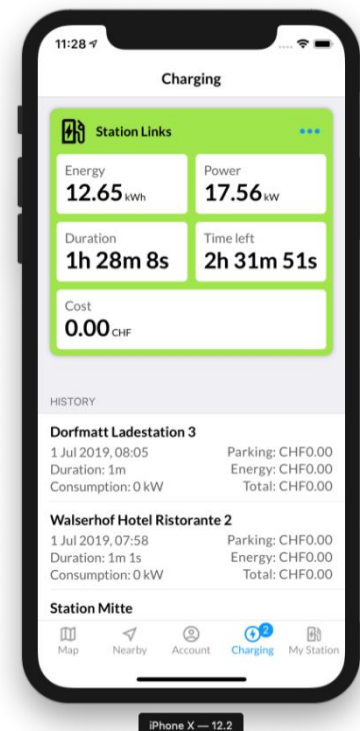 11:28
Charging
Station Links
Energy
12.65 kWh
Power
17.56 kW
Duration
1h 28m 8s
Time left
2h 31m 51s
Cost
0.00 CHF
HISTORY
Dorfmatt Ladestation 3
1 Jul 2019, 08:05 Parking: CHF0.00
Duration: 1m Energy: CHF0.00
Consumption: 0 kW Total: CHF0.00
Walserhof Hotel Ristorante 2
1 Jul 2019, 07:58 Parking: CHF0.00
Duration: 1m 1s Energy: CHF0.00
Consumption: 0 kW Total: CHF0.00
Station Mitte
2
Map Nearby Account Charging My Station
iPhone X — 12.2